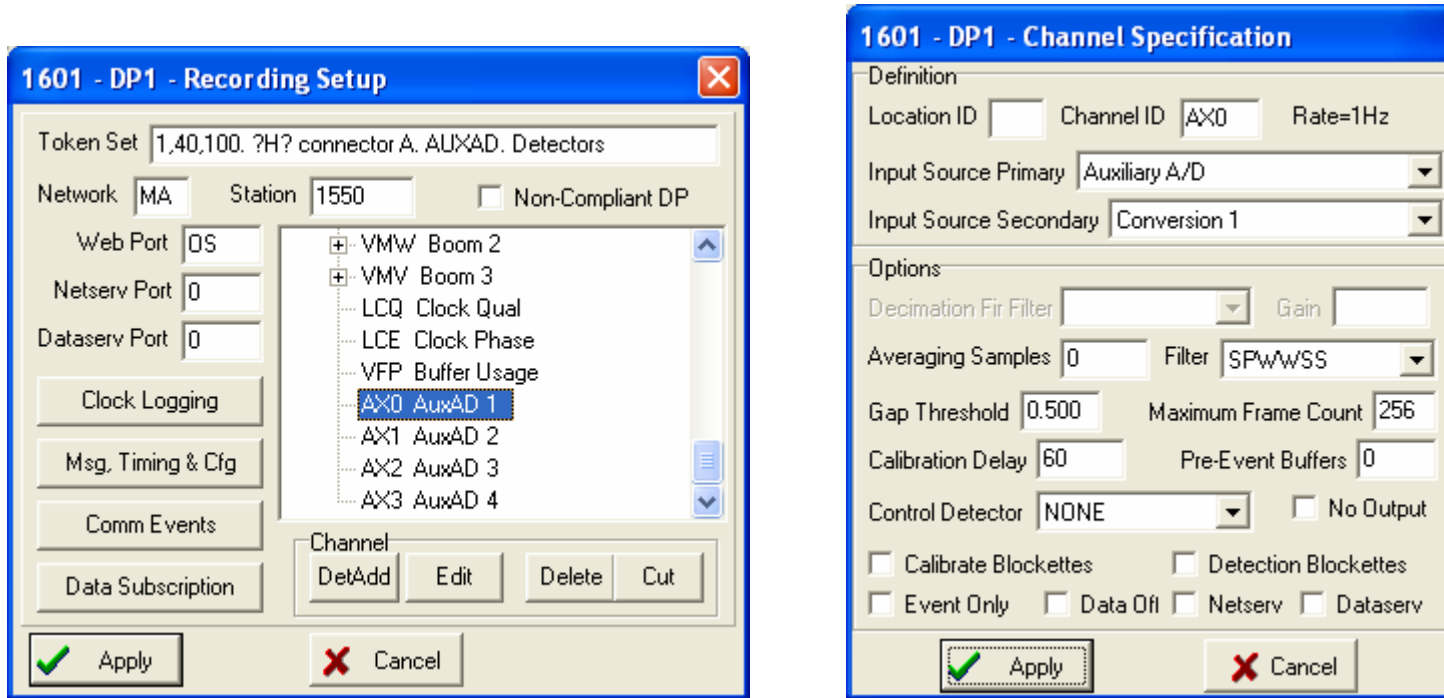 1601 - DP1 - Recording Setup
Token Set 1,40,100. ?H? connector A. AUXAD. Detectors
Network MA Station 1550 Non-Compliant DP
Web Port OS
Netserv Port 0
Dataserv Port 0
Clock Logging
Msg, Timing & Cfg
Comm Events
Data Subscription
VMW Boom 2
VMV Boom 3
LCQ Clock Qual
LCE Clock Phase
VFP Buffer Usage
AX0 AuxAD 1
AX1 AuxAD 2
AX2 AuxAD 3
AX3 AuxAD 4
Channel
DetAdd Edit Delete Cut
Apply Cancel
1601 - DP1 - Channel Specification
Definition
Location ID Channel ID AX0 Rate=1Hz
Input Source Primary Auxiliary A/D
Input Source Secondary Conversion 1
Options
Decimation Fir Filter Gain
Averaging Samples 0 Filter SPWWSS
Gap Threshold 0.500 Maximum Frame Count 256
Calibration Delay 60 Pre-Event Buffers 0
Control Detector NONE No Output
Calibrate Blockettes Detection Blockettes
Event Only Data Ofl Netserv Dataserv
Apply Cancel